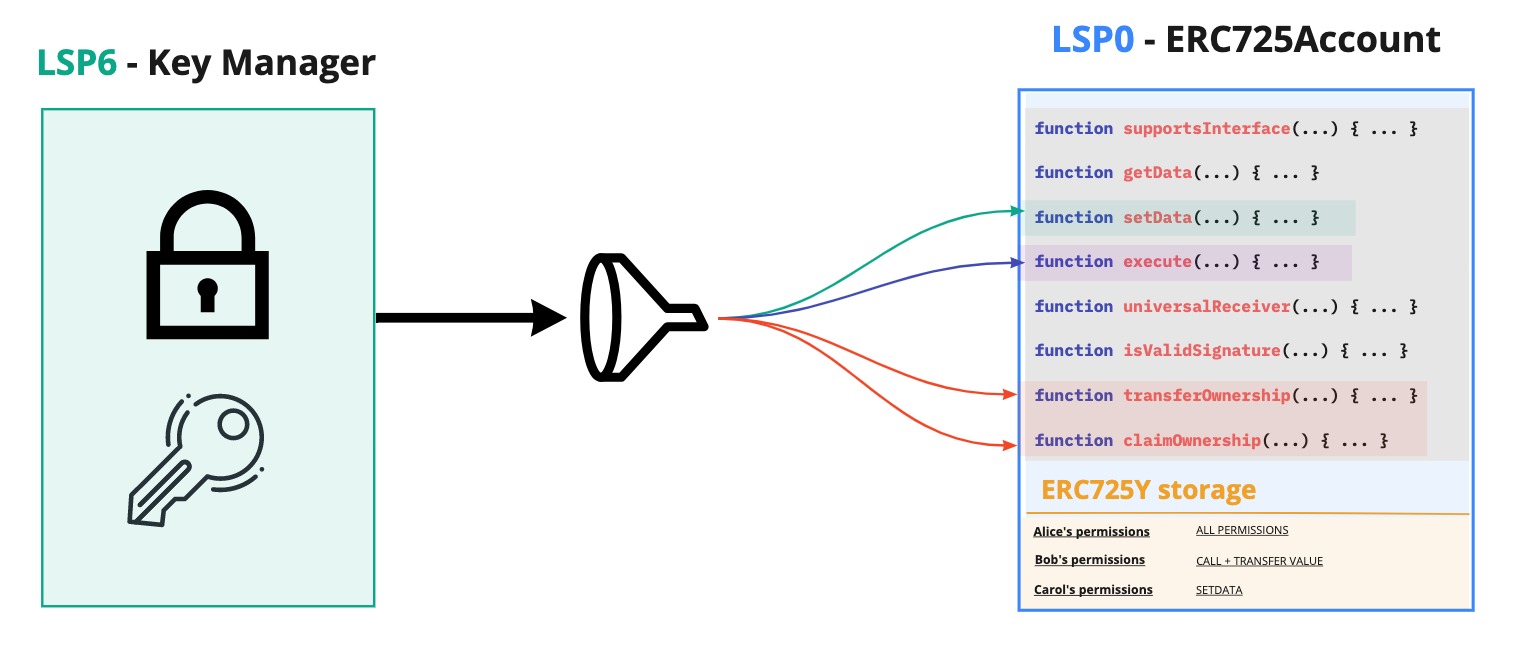 LSP6 - Key Manager
LSP0 - ERC725Account
function supportsInterface(...) { ... }
function getData(...) { ... }
function setData(...) { ... }
function execute(...) { ... }
function universalReceiver(...) { ... }
function isValidSignature(...) { ... }
function transferOwnership(...) { ... }
function claimOwnership(...) { ... }
ERC725Y storage
Alice's permissions ALL PERMISSIONS
Bob's permissions CALL + TRANSFER VALUE
Carol's permissions SETDATA